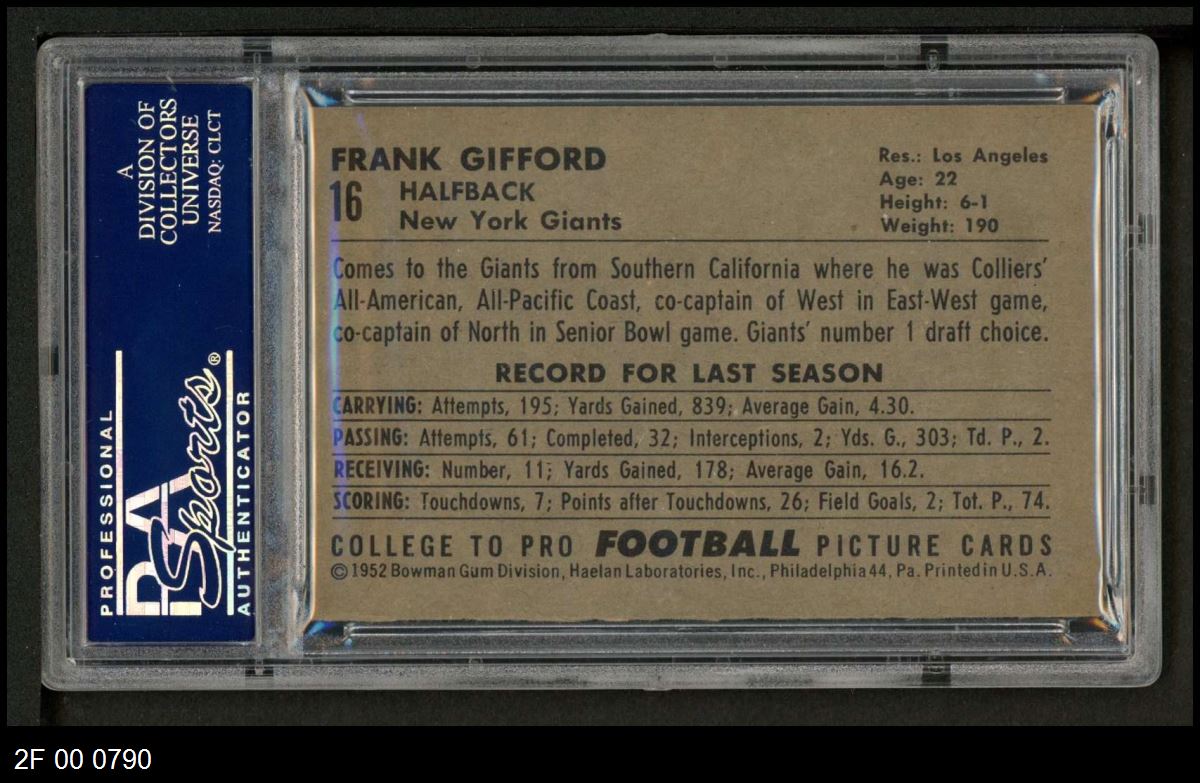 A
DIVISION OF
COLLECTORS
UNIVERSE
NASDAQ: CLCT
PROFESSIONAL
PSA
Sports®
AUTHENTICATOR
FRANK GIFFORD
16
HALFBACK
New York Giants
Res.: Los Angeles
Age: 22
Height: 6-1
Weight: 190
Comes to the Giants from Southern California where he was Colliers'
All-American, All-Pacific Coast, co-captain of West in East-West game,
co-captain of North in Senior Bowl game. Giants' number 1 draft choice.
RECORD FOR LAST SEASON
CARRYING: Attempts, 195; Yards Gained, 839; Average Gain, 4.30.
PASSING: Attempts, 61; Completed, 32; Interceptions, 2; Yds. G., 303; Td. P., 2.
RECEIVING: Number, 11; Yards Gained, 178; Average Gain, 16.2.
SCORING: Touchdowns, 7; Points after Touchdowns, 26; Field Goals, 2; Tot. P., 74.
COLLEGE TO PRO FOOTBALL PICTURE CARDS
© 1952 Bowman Gum Division, Haelan Laboratories, Inc., Philadelphia 44, Pa. Printed in U.S.A.
2F 00 0790